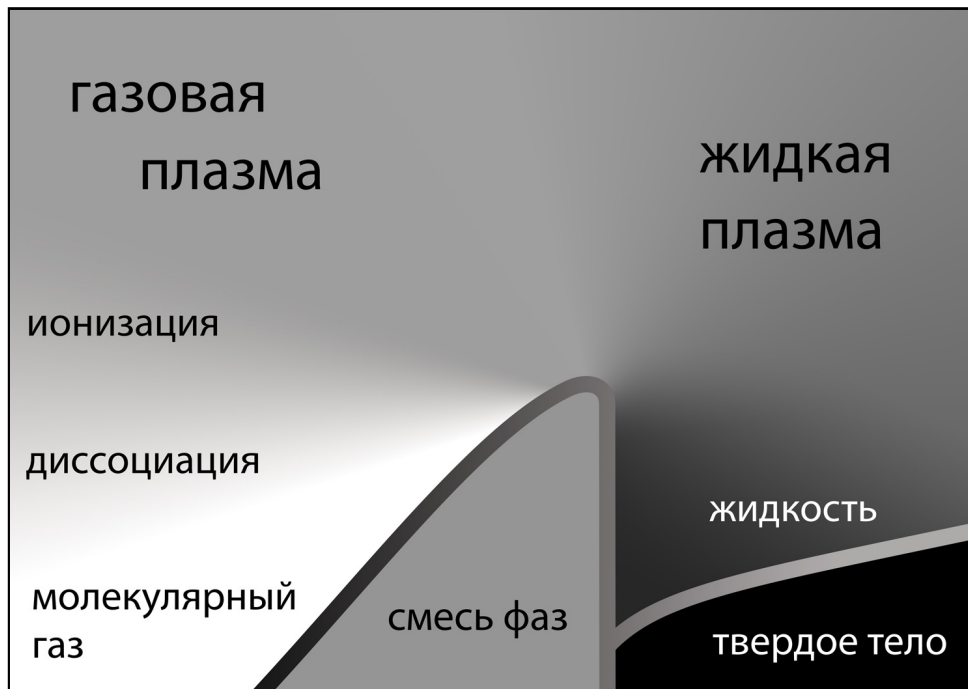 газовая
плазма
жидкая
плазма
ионизация
диссоциация
жидкость
молекулярный
газ
смесь фаз
твердое тело